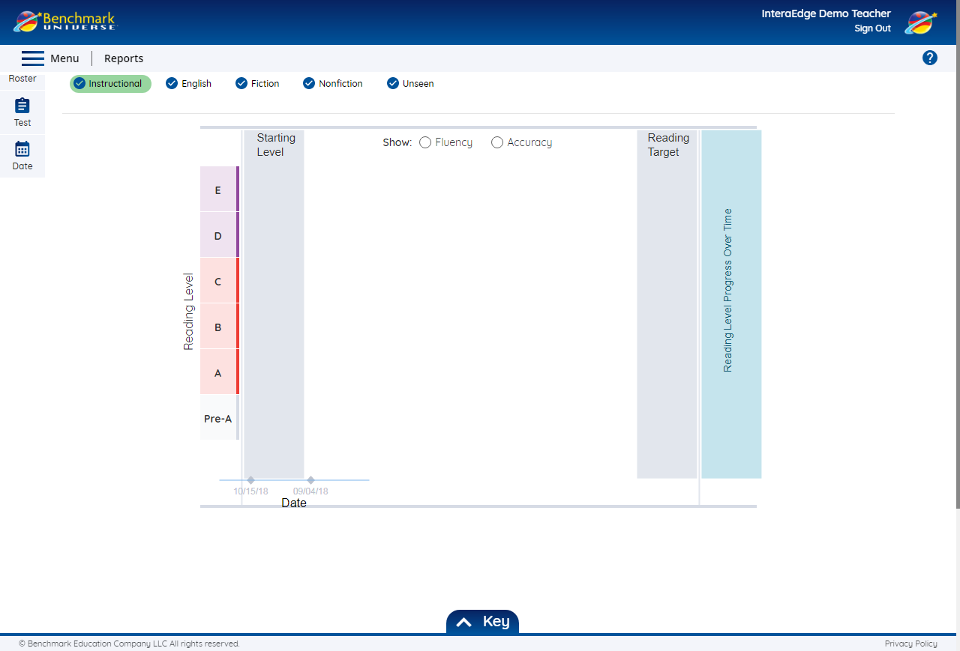 Benchmark
UNIVERSE
InteraEdge Demo Teacher
Sign Out
Menu
Reports
Roster
Test
Date
Instructional
English
Fiction
Nonfiction
Unseen
Starting
Level
Show:
Fluency
Accuracy
Reading
Target
Reading Level Progress Over Time
Reading Level
E
D
C
B
A
Pre-A
10/15/18
09/04/18
Date
Key
© Benchmark Education Company LLC All rights reserved.
Privacy Policy